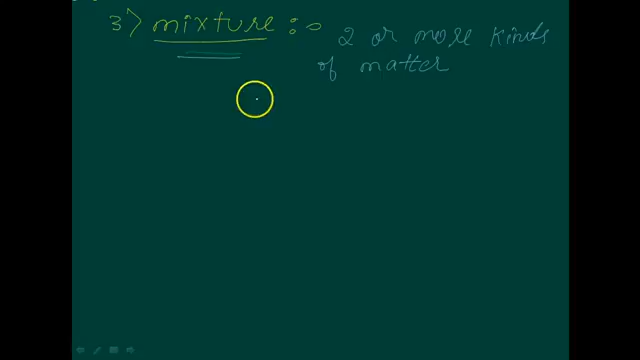 3> mixture :-
2 or more kinds
of matter